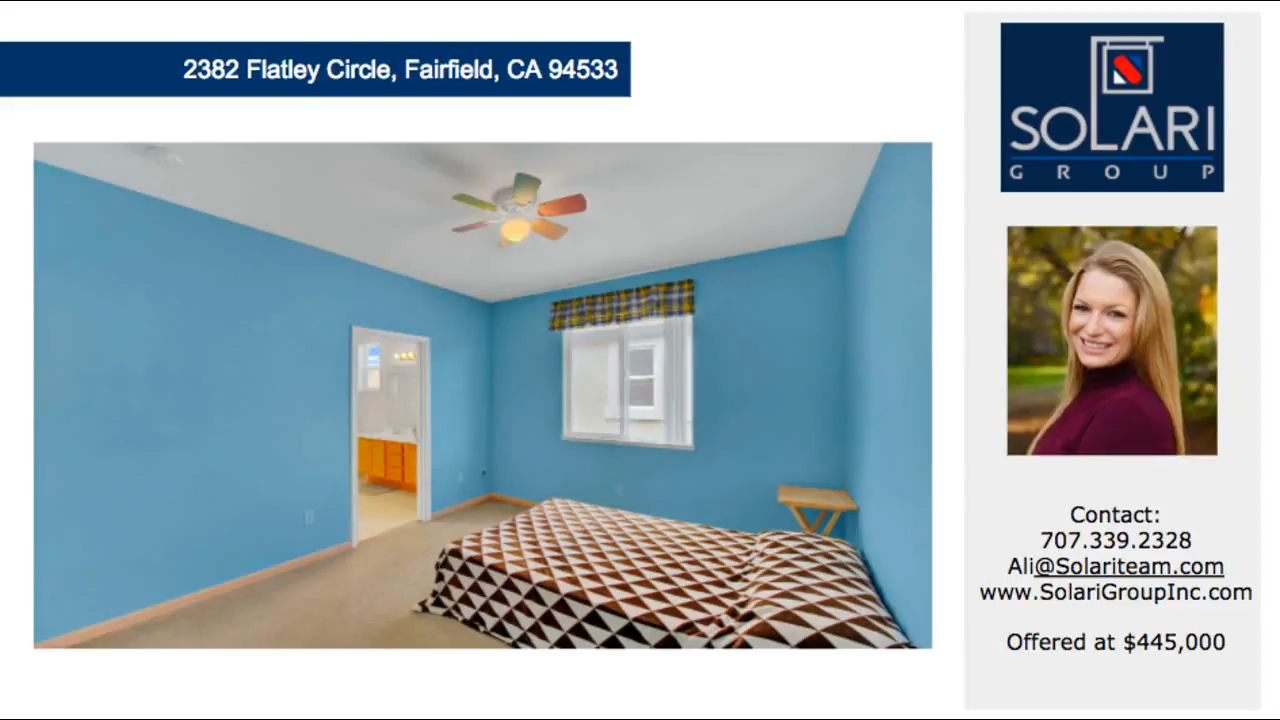 2382 Flatley Circle, Fairfield, CA 94533
SOLARI
GROUP
Contact:
707.339.2328
Ali@Solariteam.com
www.SolariGroupInc.com
Offered at $445,000